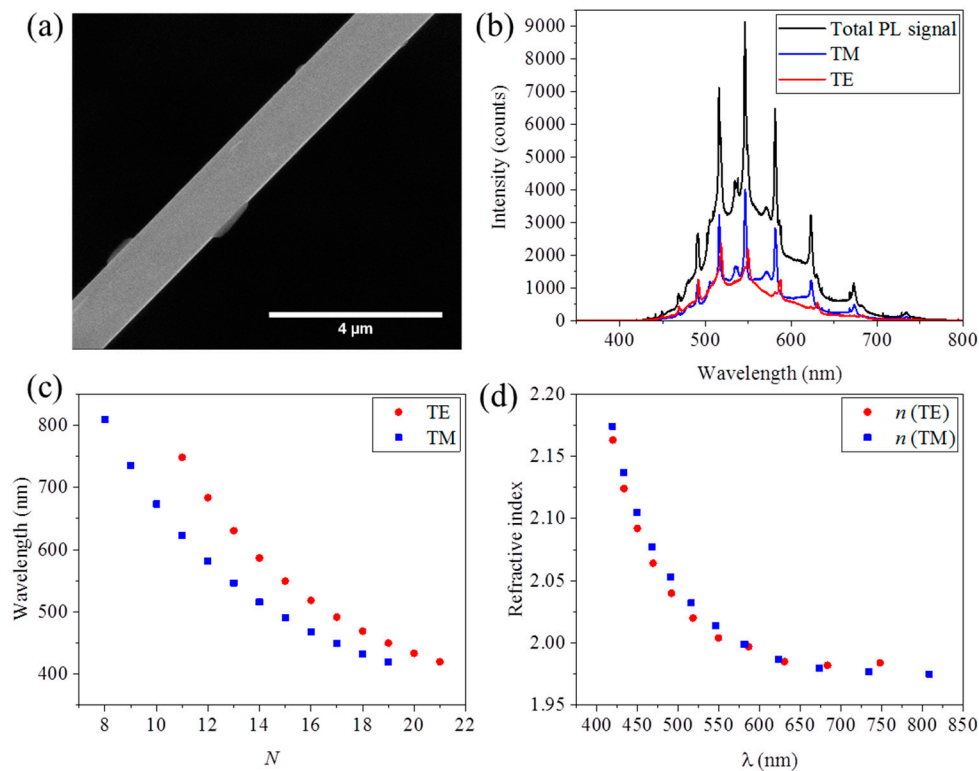 (a)
4 μm
(b)
Total PL signal
TM
TE
9000
8000
7000
6000
5000
4000
3000
2000
1000
0
Intensity (counts)
400 500 600 700 800
Wavelength (nm)
(c)
TE
TM
800
700
600
500
400
Wavelength (nm)
8 10 12 14 16 18 20 22
N
(d)
n (TE)
n (TM)
2.20
2.15
2.10
2.05
2.00
1.95
Refractive index
400 450 500 550 600 650 700 750 800 850
λ (nm)